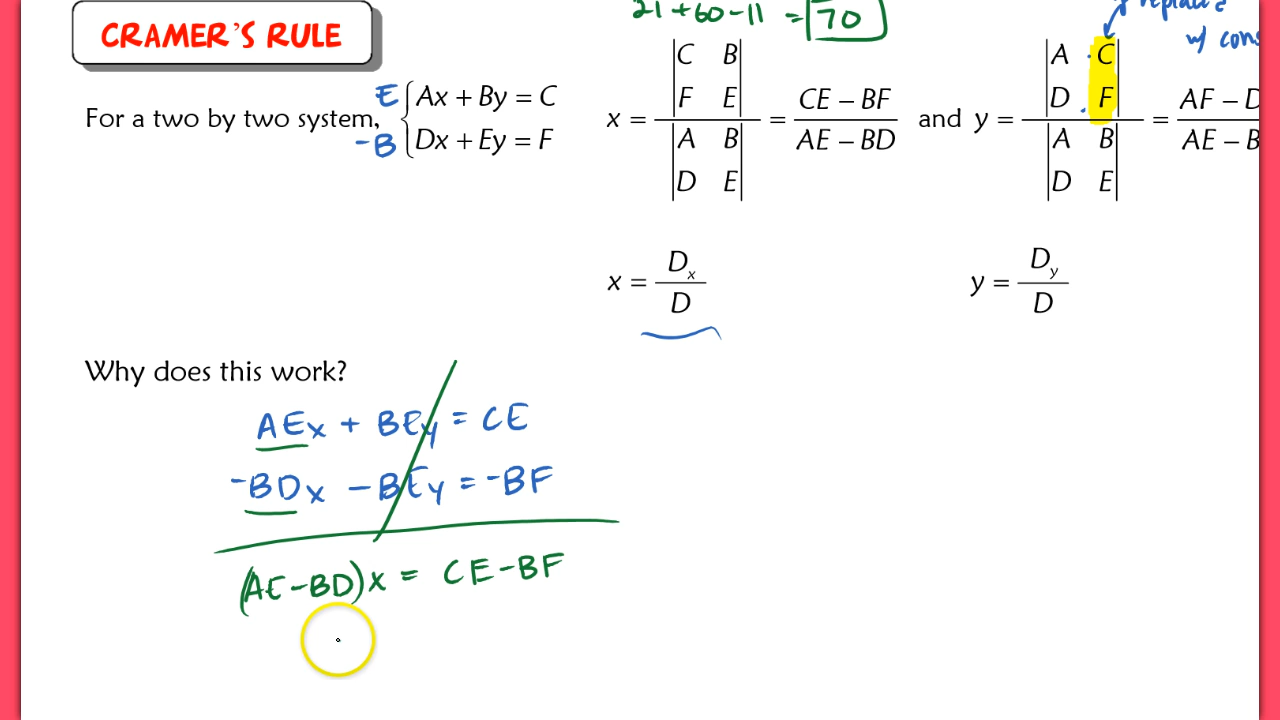 21 + 60 - 11 = 70
w/
CRAMER'S RULE
For a two by two system,
E { Ax + By = C
-B { Dx + Ey = F
x = |C B; F E| / |A B; D E| = (CE − BF) / (AE − BD) and y = |A C; D F| / |A B; D E| = AF − D / AE − B
x = Dₓ / D
y = Dᵧ / D
Why does this work?
AEx + BEy = CE
-BDx - BEy = -BF
(AE - BD)x = CE - BF